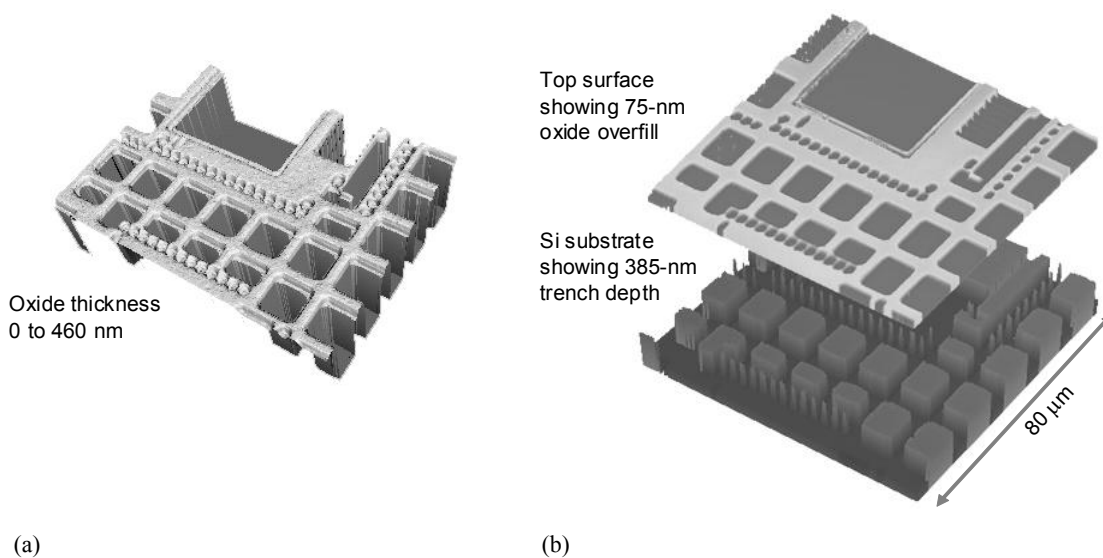 Top surface
showing 75-nm
oxide overfill
Si substrate
showing 385-nm
trench depth
Oxide thickness
0 to 460 nm
80 μm
(a)
(b)